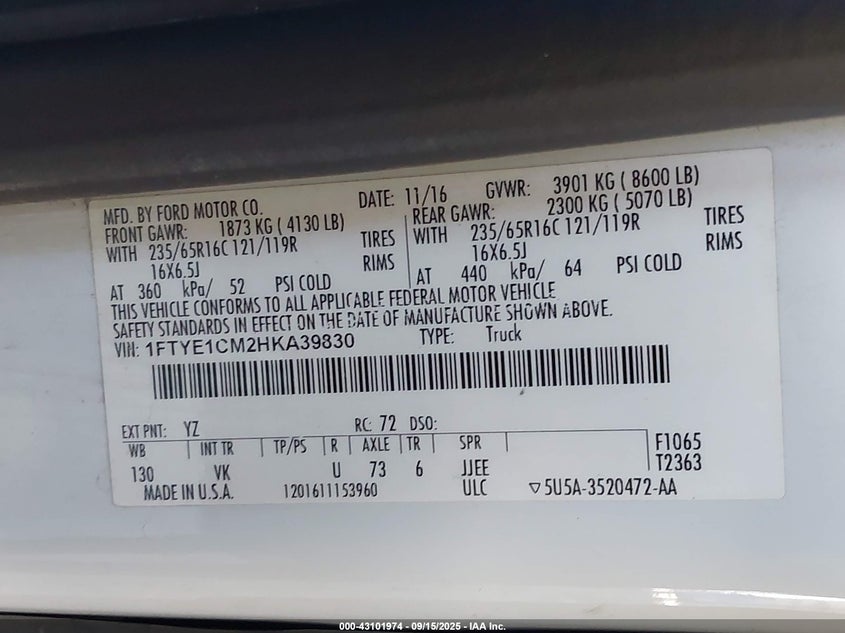 MFD. BY FORD MOTOR CO. DATE: 11/16 GVWR: 3901 KG ( 8600 LB)
FRONT GAWR: 1873 KG ( 4130 LB) REAR GAWR: 2300 KG ( 5070 LB)
WITH 235/65R16C 121/119R TIRES WITH 235/65R16C 121/119R TIRES
16X6.5J RIMS 16X6.5J RIMS
AT 360 kPa/ 52 PSI COLD AT 440 kPa/ 64 PSI COLD
THIS VEHICLE CONFORMS TO ALL APPLICABLE FEDERAL MOTOR VEHICLE
SAFETY STANDARDS IN EFFECT ON THE DATE OF MANUFACTURE SHOWN ABOVE.
VIN: 1FTYE1CM2HKA39830 TYPE: Truck
EXT PNT: YZ RC: 72 DSO:
WB INT TR TP/PS R AXLE TR SPR F1065
130 VK U 73 6 JJEE T2363
MADE IN U.S.A. 1201611153960 ULC ▽5U5A-3520472-AA
000-43101974 - 09/15/2025 - IAA Inc.